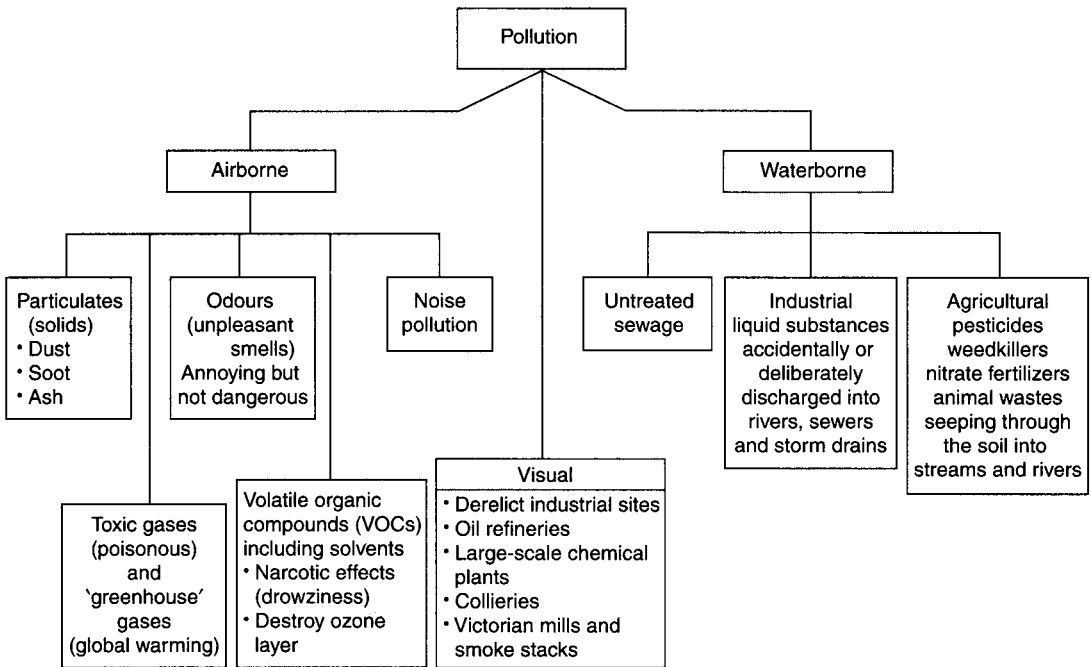 Pollution
Airborne
Waterborne
Particulates
(solids)
• Dust
• Soot
• Ash
Odours
(unpleasant
smells)
Annoying but
not dangerous
Noise
pollution
Untreated
sewage
Industrial
liquid substances
accidentally or
deliberately
discharged into
rivers, sewers
and storm drains
Agricultural
pesticides
weedkillers
nitrate fertilizers
animal wastes
seeping through
the soil into
streams and rivers
Toxic gases
(poisonous)
and
‘greenhouse’
gases
(global warming)
Volatile organic
compounds (VOCs)
including solvents
• Narcotic effects
(drowziness)
• Destroy ozone
layer
Visual
• Derelict industrial sites
• Oil refineries
• Large-scale chemical
plants
• Collieries
• Victorian mills and
smoke stacks